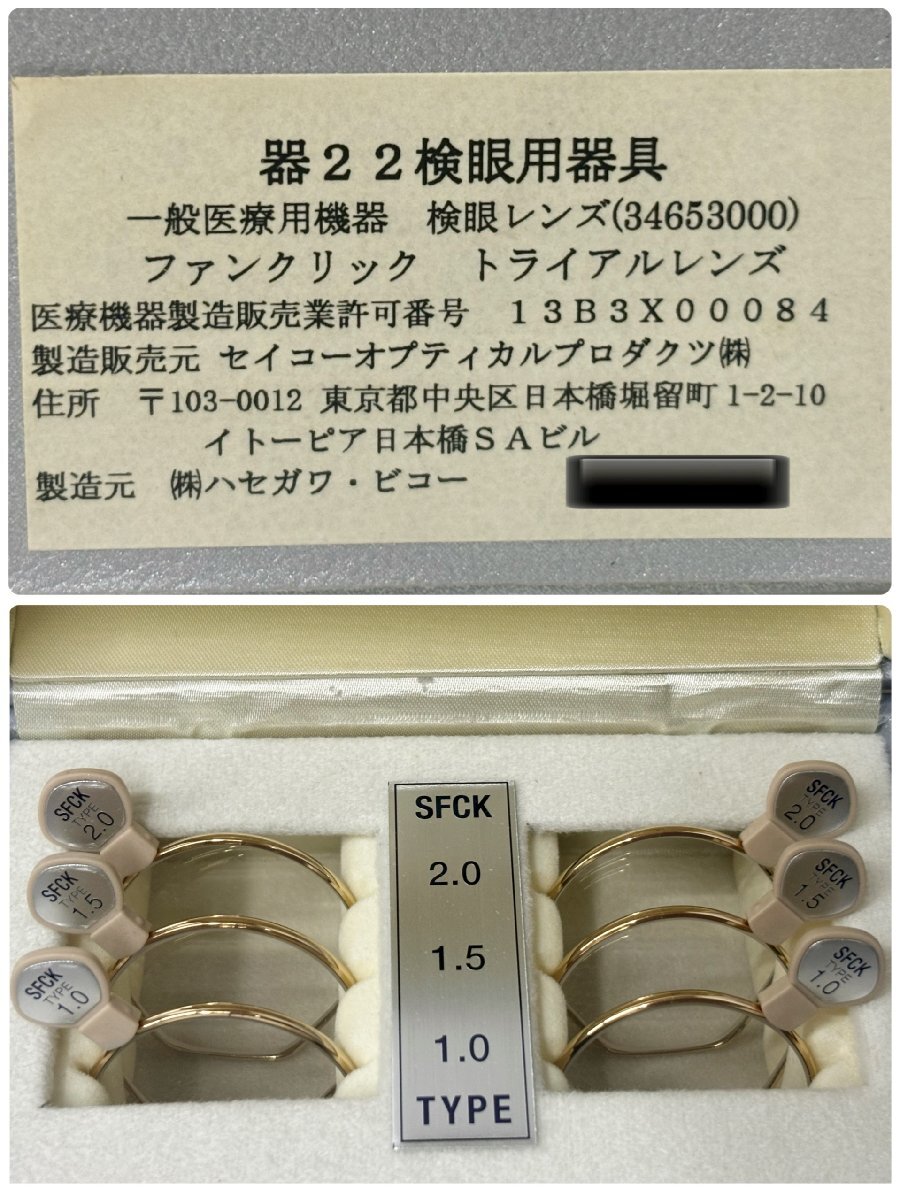 器２２検眼用器具
一般医療用機器　検眼レンズ(34653000)
ファンクリック　トライアルレンズ
医療機器製造販売業許可番号　１３Ｂ３Ｘ０００８４
製造販売元 セイコーオプティカルプロダクツ㈱
住所　〒103-0012 東京都中央区日本橋堀留町 1-2-10
イトーピア日本橋ＳＡビル
製造元　㈱ハセガワ・ビコー
SFCK
TYPE
2.0
SFCK
TYPE
1.5
SFCK
TYPE
1.0
SFCK
2.0
1.5
1.0
TYPE
SFCK
TYPE
2.0
SFCK
TYPE
1.5
SFCK
TYPE
1.0